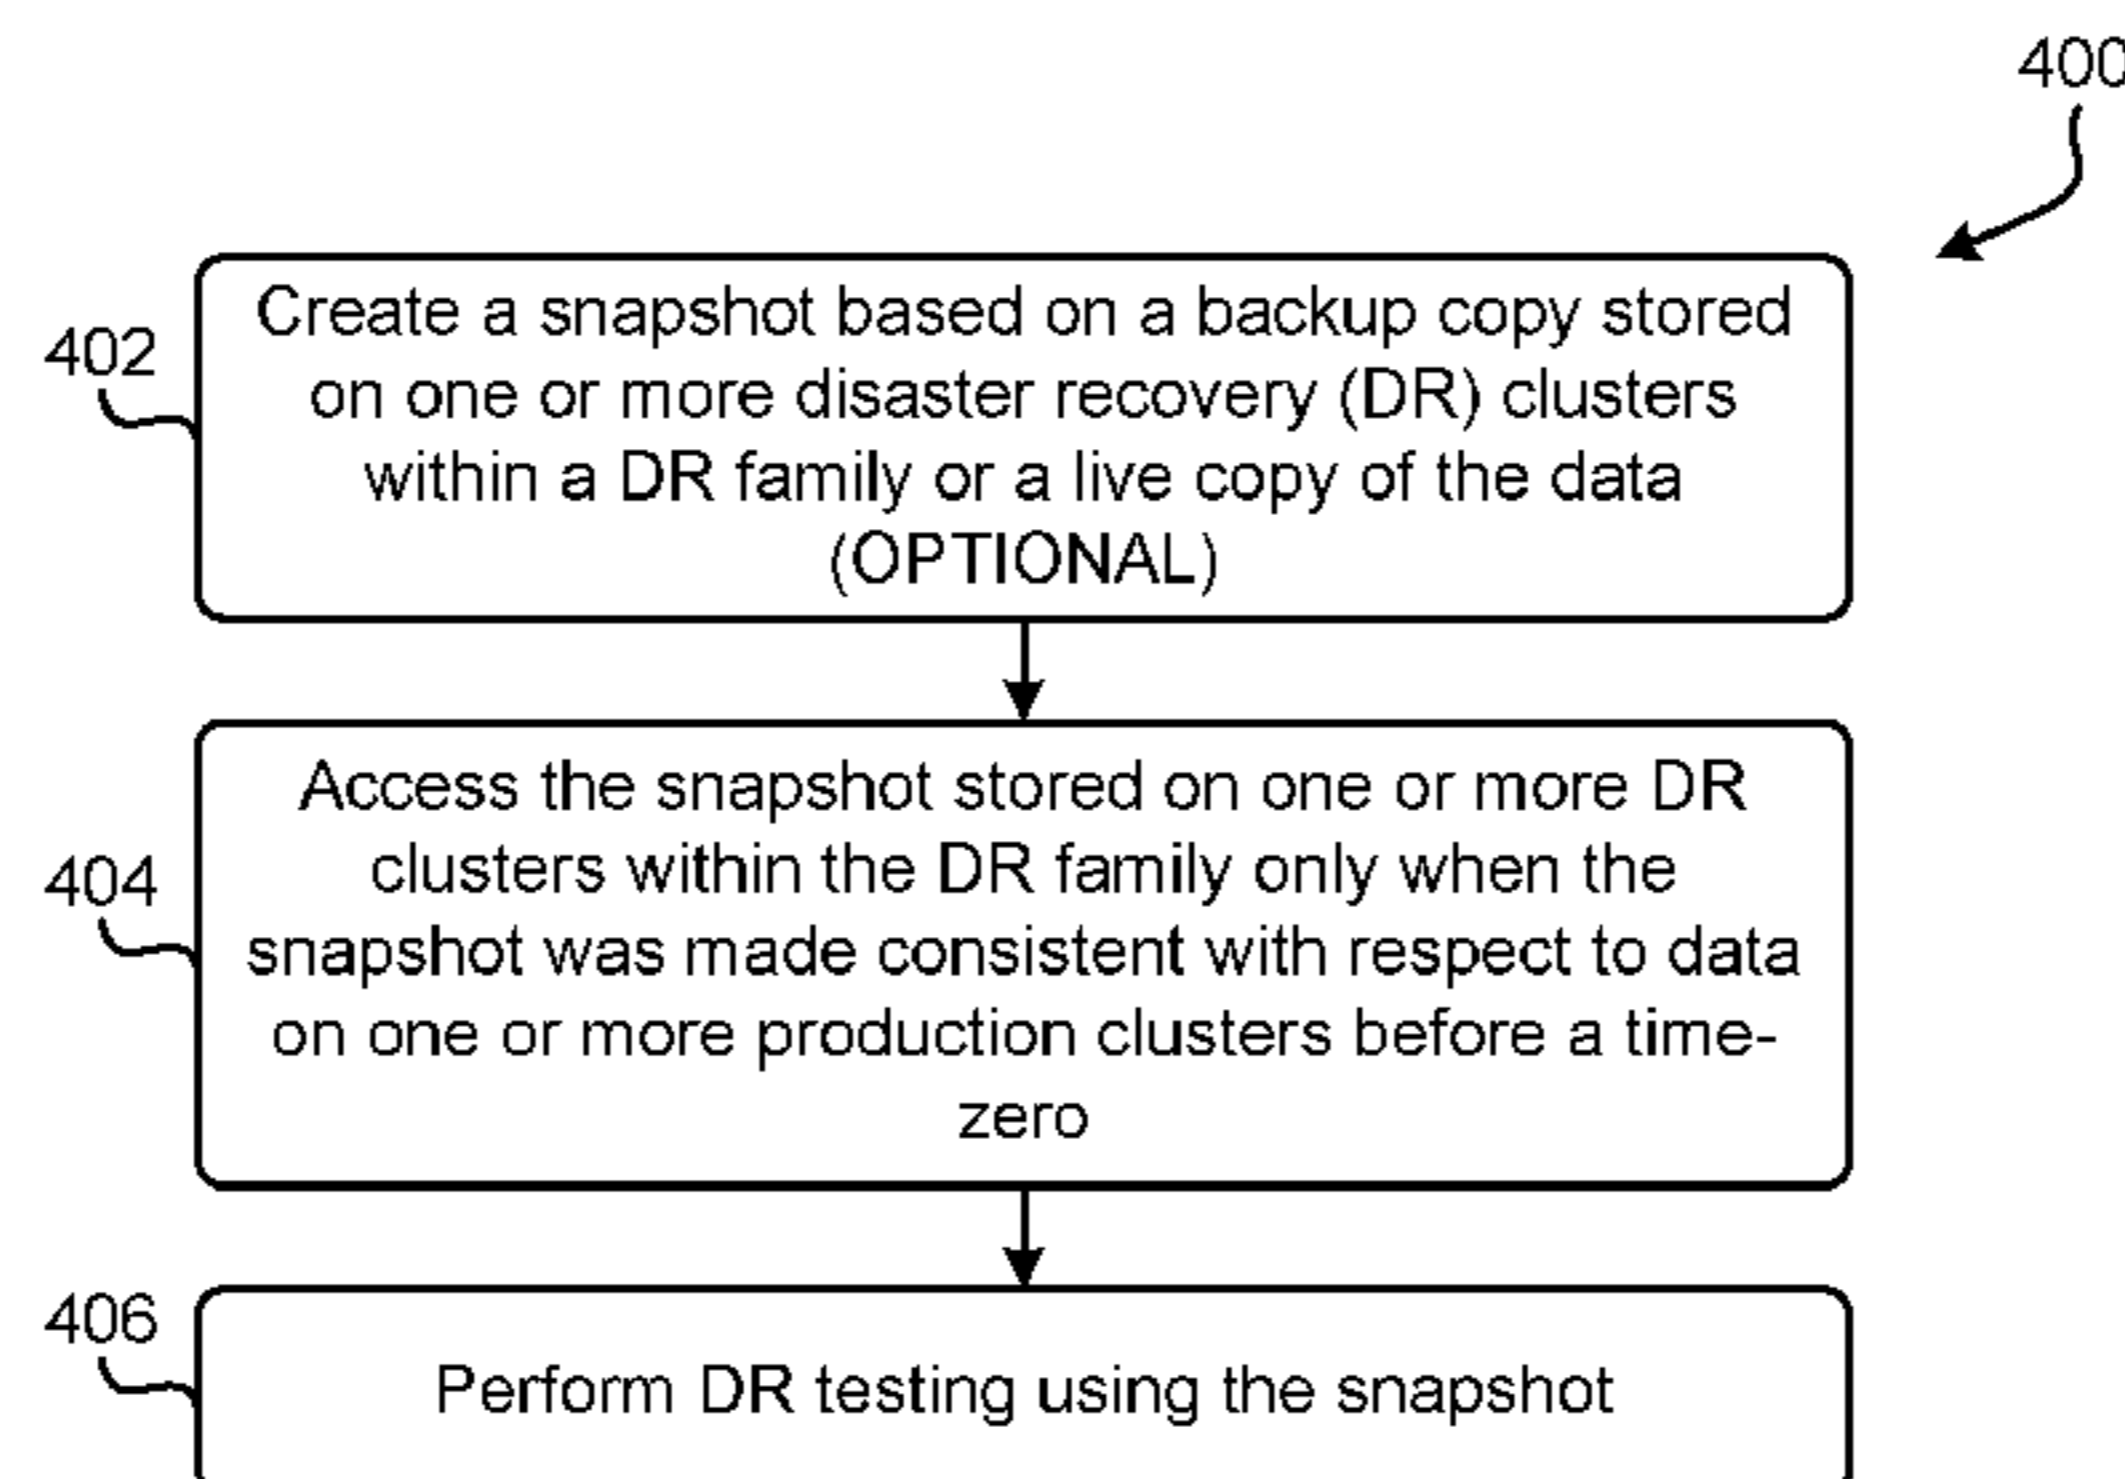 400
402
Create a snapshot based on a backup copy stored
on one or more disaster recovery (DR) clusters
within a DR family or a live copy of the data
(OPTIONAL)
404
Access the snapshot stored on one or more DR
clusters within the DR family only when the
snapshot was made consistent with respect to data
on one or more production clusters before a time-
zero
406
Perform DR testing using the snapshot